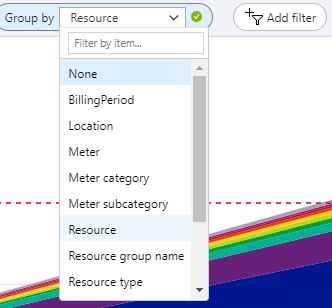 Group by Resource Add filter
Filter by item...
None
BillingPeriod
Location
Meter
Meter category
Meter subcategory
Resource
Resource group name
Resource type